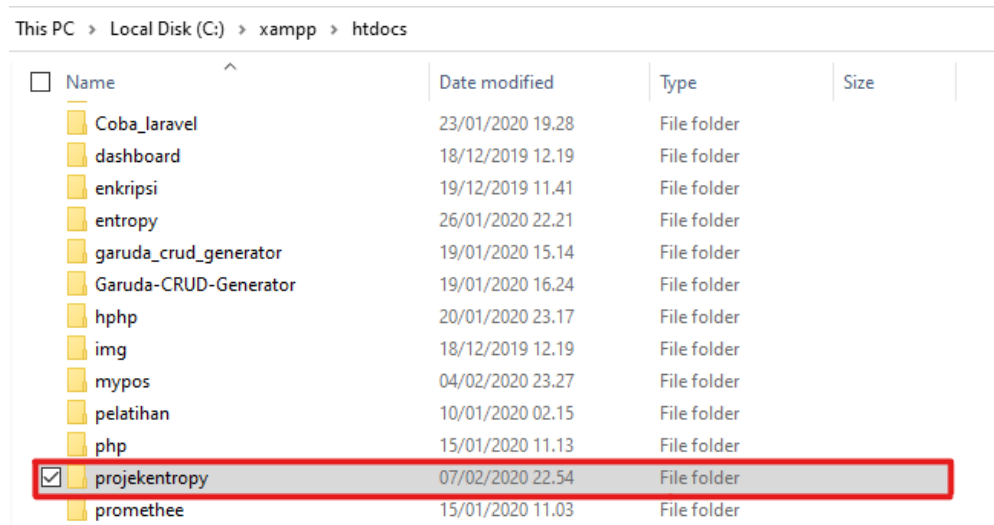 This PC > Local Disk (C:) > xampp > htdocs
Name Date modified Type Size
Coba_laravel 23/01/2020 19.28 File folder
dashboard 18/12/2019 12.19 File folder
enkripsi 19/12/2019 11.41 File folder
entropy 26/01/2020 22.21 File folder
garuda_crud_generator 19/01/2020 15.14 File folder
Garuda-CRUD-Generator 19/01/2020 16.24 File folder
hphp 20/01/2020 23.17 File folder
img 18/12/2019 12.19 File folder
mypos 04/02/2020 23.27 File folder
pelatihan 10/01/2020 02.15 File folder
php 15/01/2020 11.13 File folder
projekentropy 07/02/2020 22.54 File folder
promethee 15/01/2020 11.03 File folder